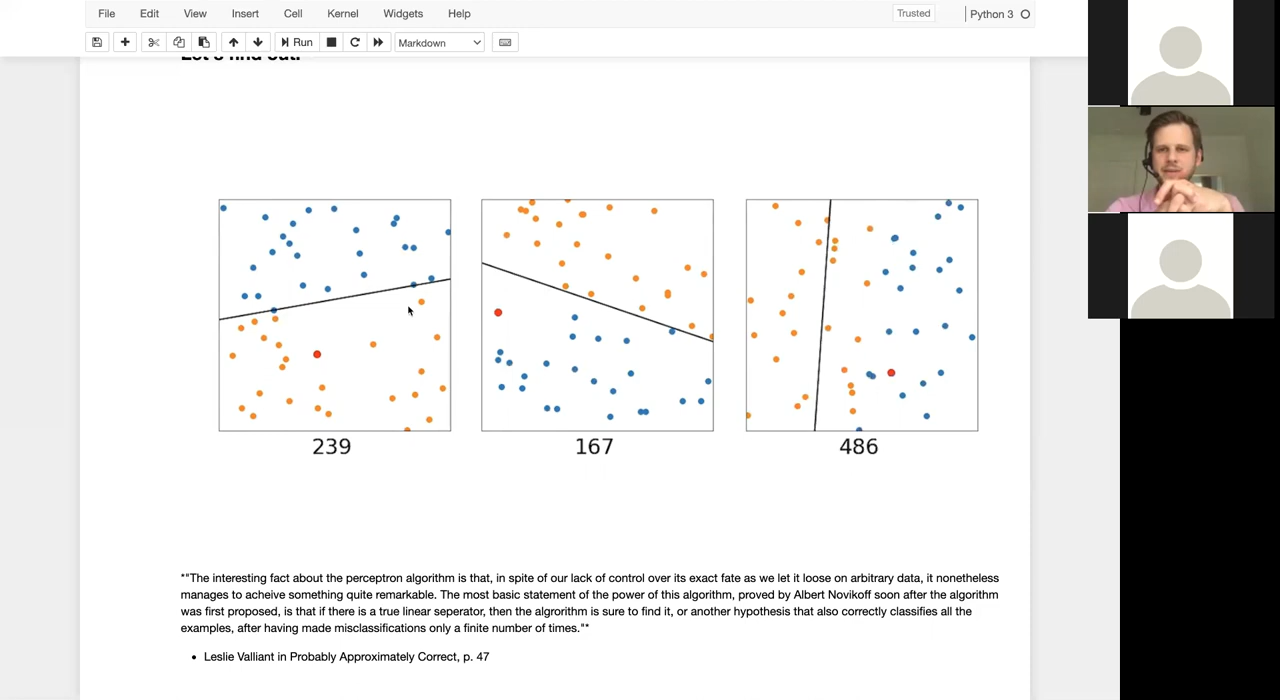 File Edit View Insert Cell Kernel Widgets Help Trusted Python 3
Run Markdown
Let's find out!
239 167 486
*"The interesting fact about the perceptron algorithm is that, in spite of our lack of control over its exact fate as we let it loose on arbitrary data, it nonetheless
manages to acheive something quite remarkable. The most basic statement of the power of this algorithm, proved by Albert Novikoff soon after the algorithm
was first proposed, is that if there is a true linear seperator, then the algrorithm is sure to find it, or another hypothesis that also correctly classifies all the
examples, after having made misclassifications only a finite number of times."*
• Leslie Valliant in Probably Approximately Correct, p. 47